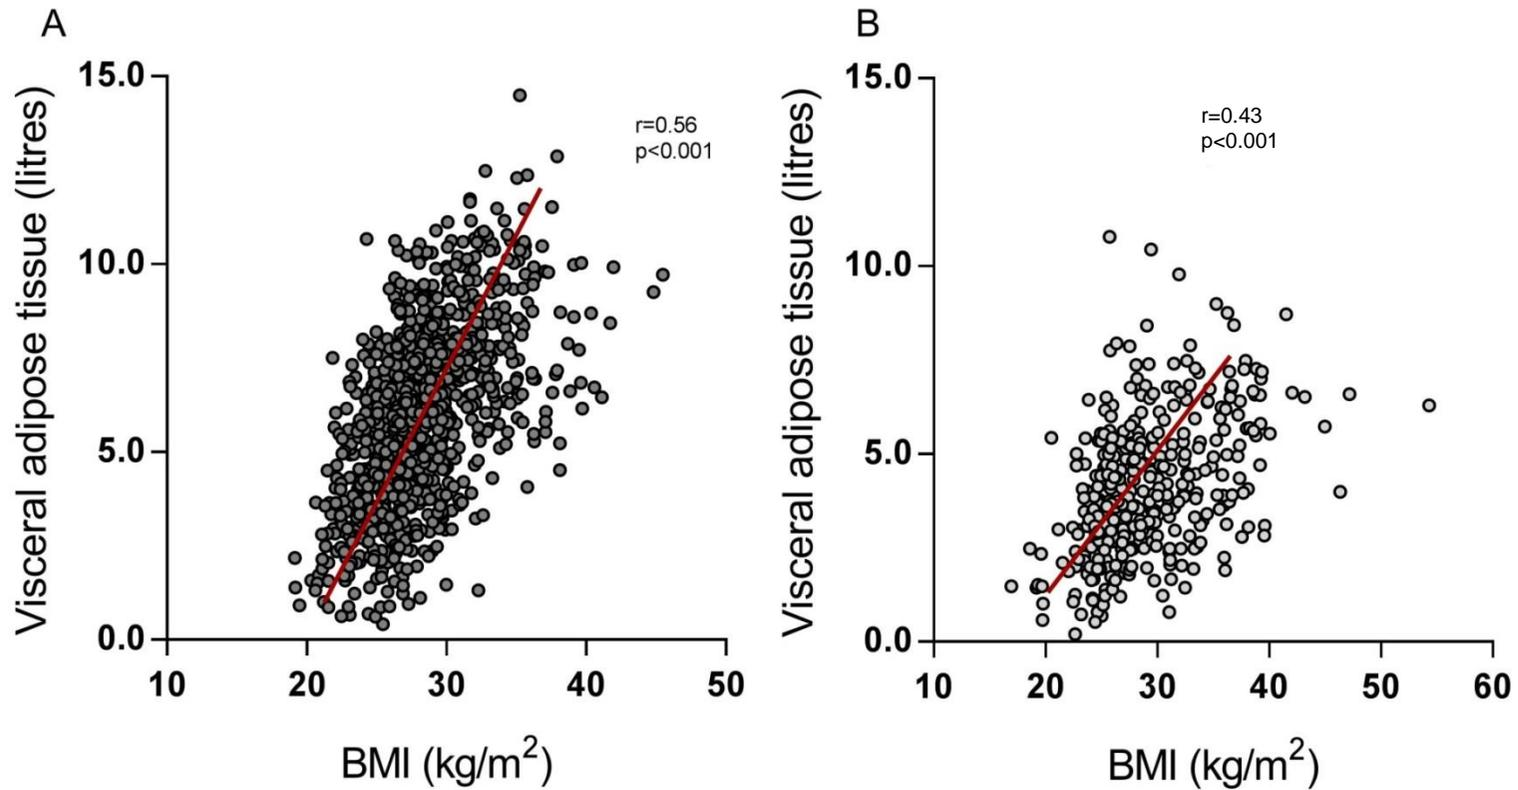 A
Visceral adipose tissue (litres)
15.0
10.0
5.0
0.0
r=0.56
p<0.001
10 20 30 40 50
BMI (kg/m²)
B
Visceral adipose tissue (litres)
15.0
10.0
5.0
0.0
r=0.43
p<0.001
10 20 30 40 50 60
BMI (kg/m²)